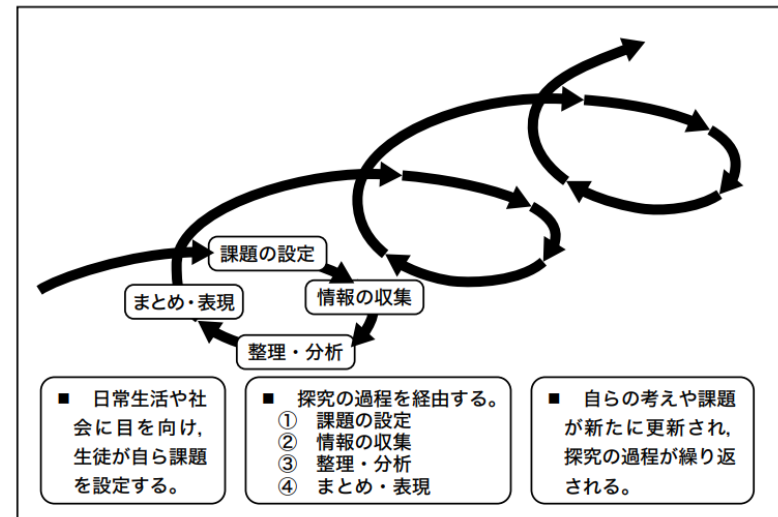 課題の設定
情報の収集
まとめ・表現
整理・分析
■ 日常生活や社
会に目を向け，
生徒が自ら課題
を設定する。
■ 探究の過程を経由する。
① 課題の設定
② 情報の収集
③ 整理・分析
④ まとめ・表現
■ 自らの考えや課題
が新たに更新され，
探究の過程が繰り返
される。